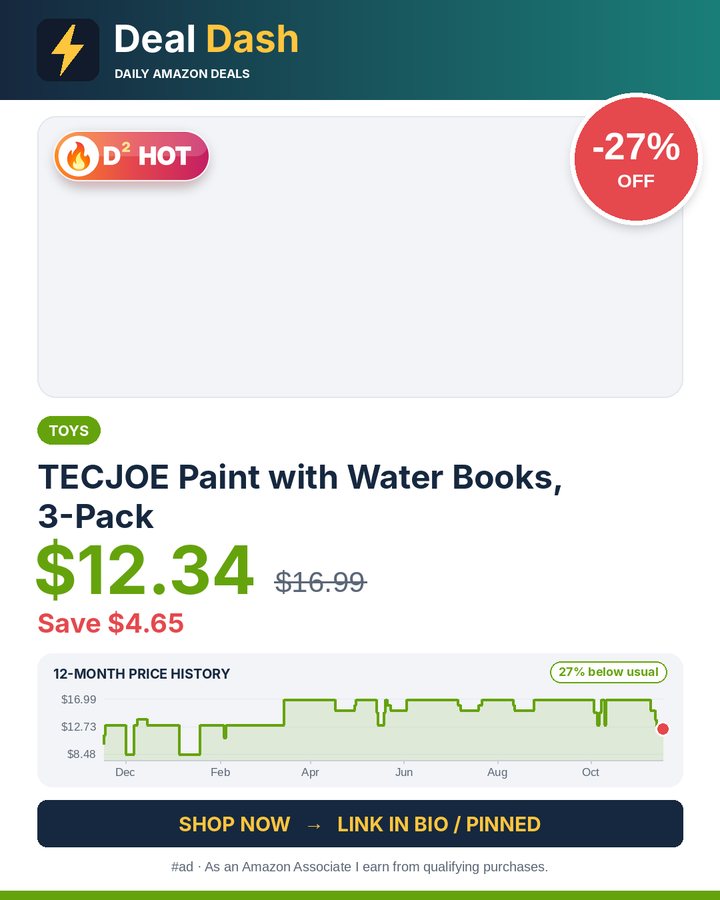 Deal Dash
DAILY AMAZON DEALS
-27%
OFF
D² HOT
TOYS
TECJOE Paint with Water Books,
3-Pack
$12.34 $16.99
Save $4.65
12-MONTH PRICE HISTORY
27% below usual
$16.99
$12.73
$8.48
Dec Feb Apr Jun Aug Oct
SHOP NOW → LINK IN BIO / PINNED
#ad · As an Amazon Associate I earn from qualifying purchases.